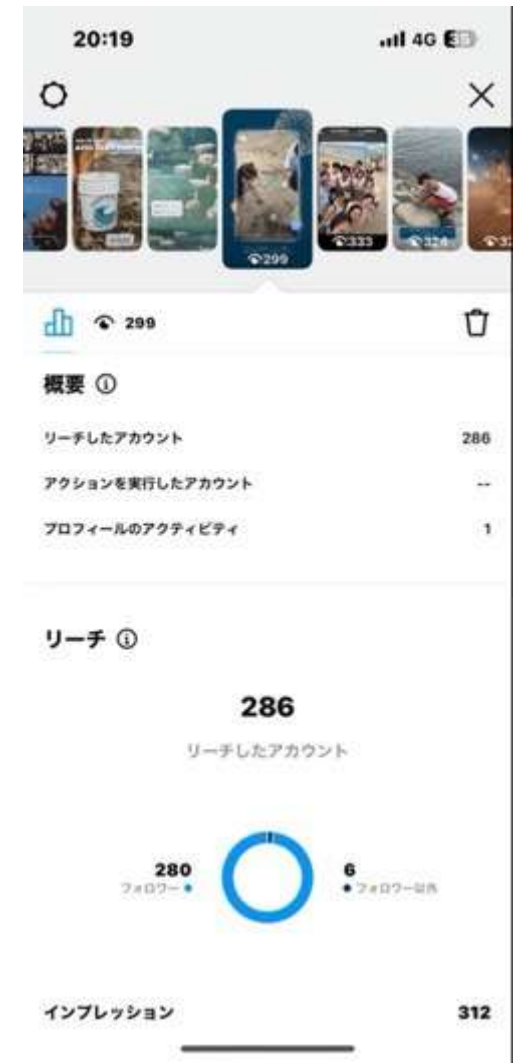 20:19
4G
299
333
324
299
概要
リーチしたアカウント 286
アクションを実行したアカウント --
プロフィールのアクティビティ 1
リーチ
286
リーチしたアカウント
280
フォロワー
6
フォロワー以外
インプレッション 312